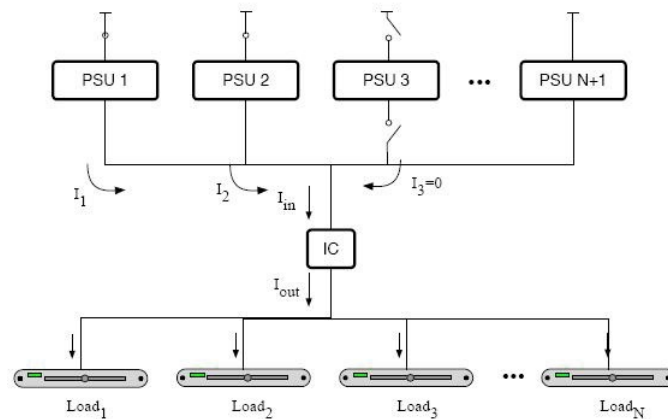 PSU 1
PSU 2
PSU 3
•••
PSU N+1
I1
I2
Iin
I3=0
IC
Iout
•••
Load1
Load2
Load3
LoadN